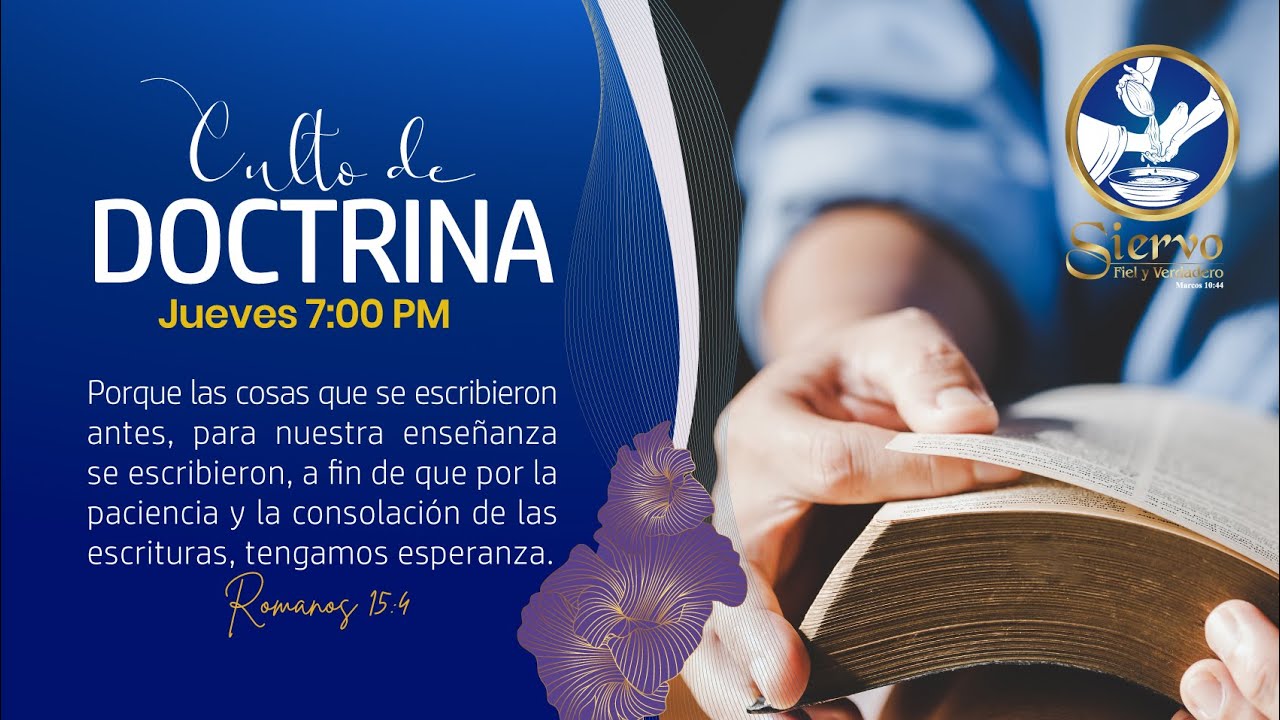 Culto de
DOCTRINA
Jueves 7:00 PM
Porque las cosas que se escribieron
antes, para nuestra enseñanza
se escribieron, a fin de que por la
paciencia y la consolación de las
escrituras, tengamos esperanza.
Romanos 15:4
Siervo
Fiel y Verdadero
Marcos 10:44